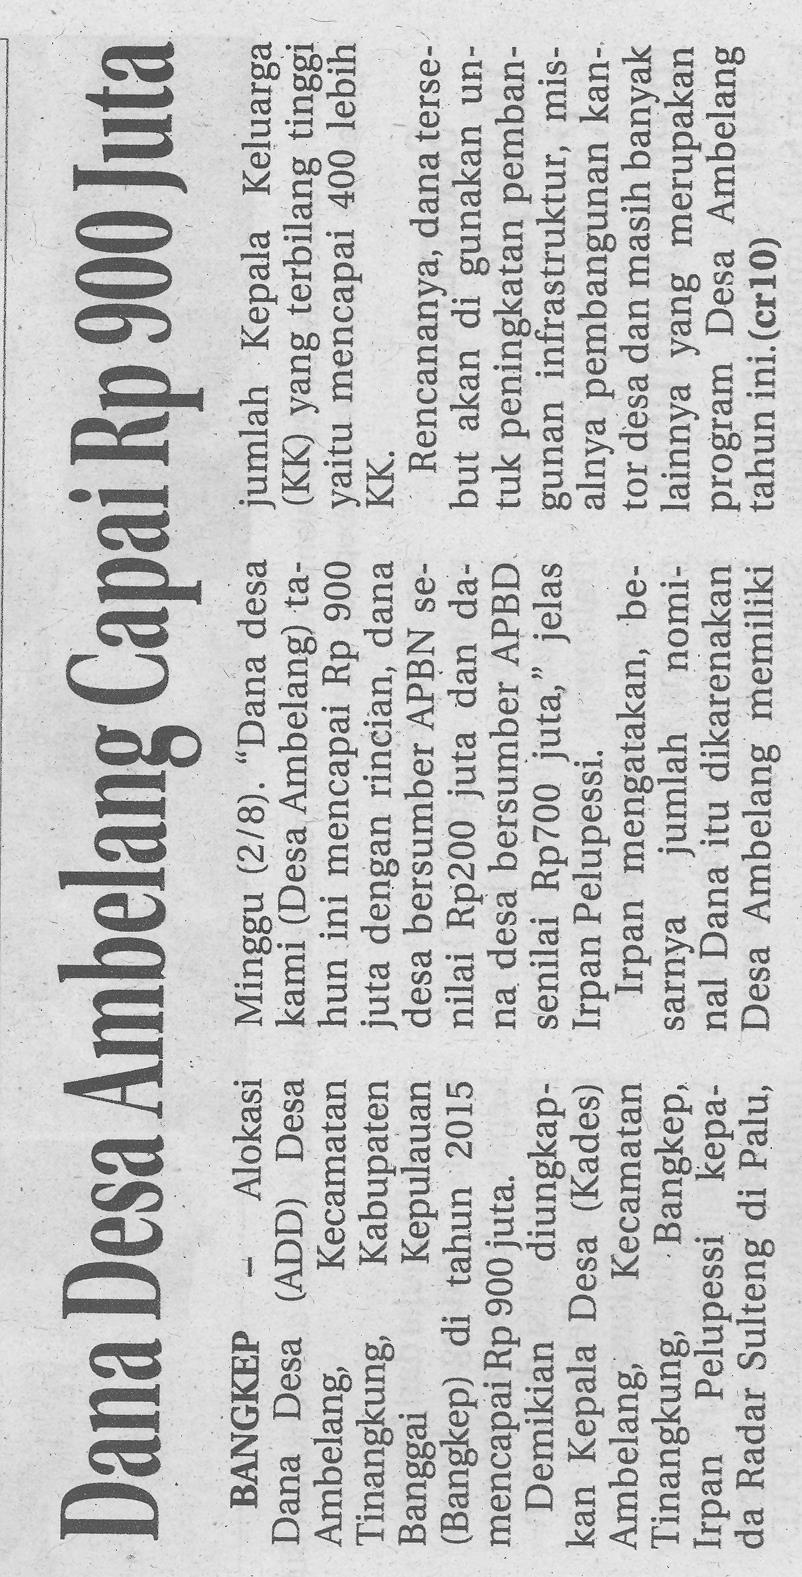 Dana Desa Ambelang Capai Rp 900 Juta
BANGKEP – Alokasi
Dana Desa (ADD) Desa
Ambelang, Kecamatan
Tinangkung, Kabupaten
Banggai Kepulauan
(Bangkep) di tahun 2015
mencapai Rp 900 juta.
Demikian diungkap-
kan Kepala Desa (Kades)
Ambelang, Kecamatan
Tinangkung, Bangkep,
Irpan Pelupessi kepa-
da Radar Sulteng di Palu,
Minggu (2/8). “Dana desa
kami (Desa Ambelang) ta-
hun ini mencapai Rp 900
juta dengan rincian, dana
desa bersumber APBN se-
nilai Rp200 juta dan da-
na desa bersumber APBD
senilai Rp700 juta,” jelas
Irpan Pelupessi.
Irpan mengatakan, be-
sarnya jumlah nomi-
nal Dana itu dikarenakan
Desa Ambelang memiliki
jumlah Kepala Keluarga
(KK) yang terbilang tinggi
yaitu mencapai 400 lebih
KK.
Rencananya, dana terse-
but akan di gunakan un-
tuk peningkatan pemban-
gunan infrastruktur, mis-
alnya pembangunan kan-
tor desa dan masih banyak
lainnya yang merupakan
program Desa Ambelang
tahun ini.(cr10)